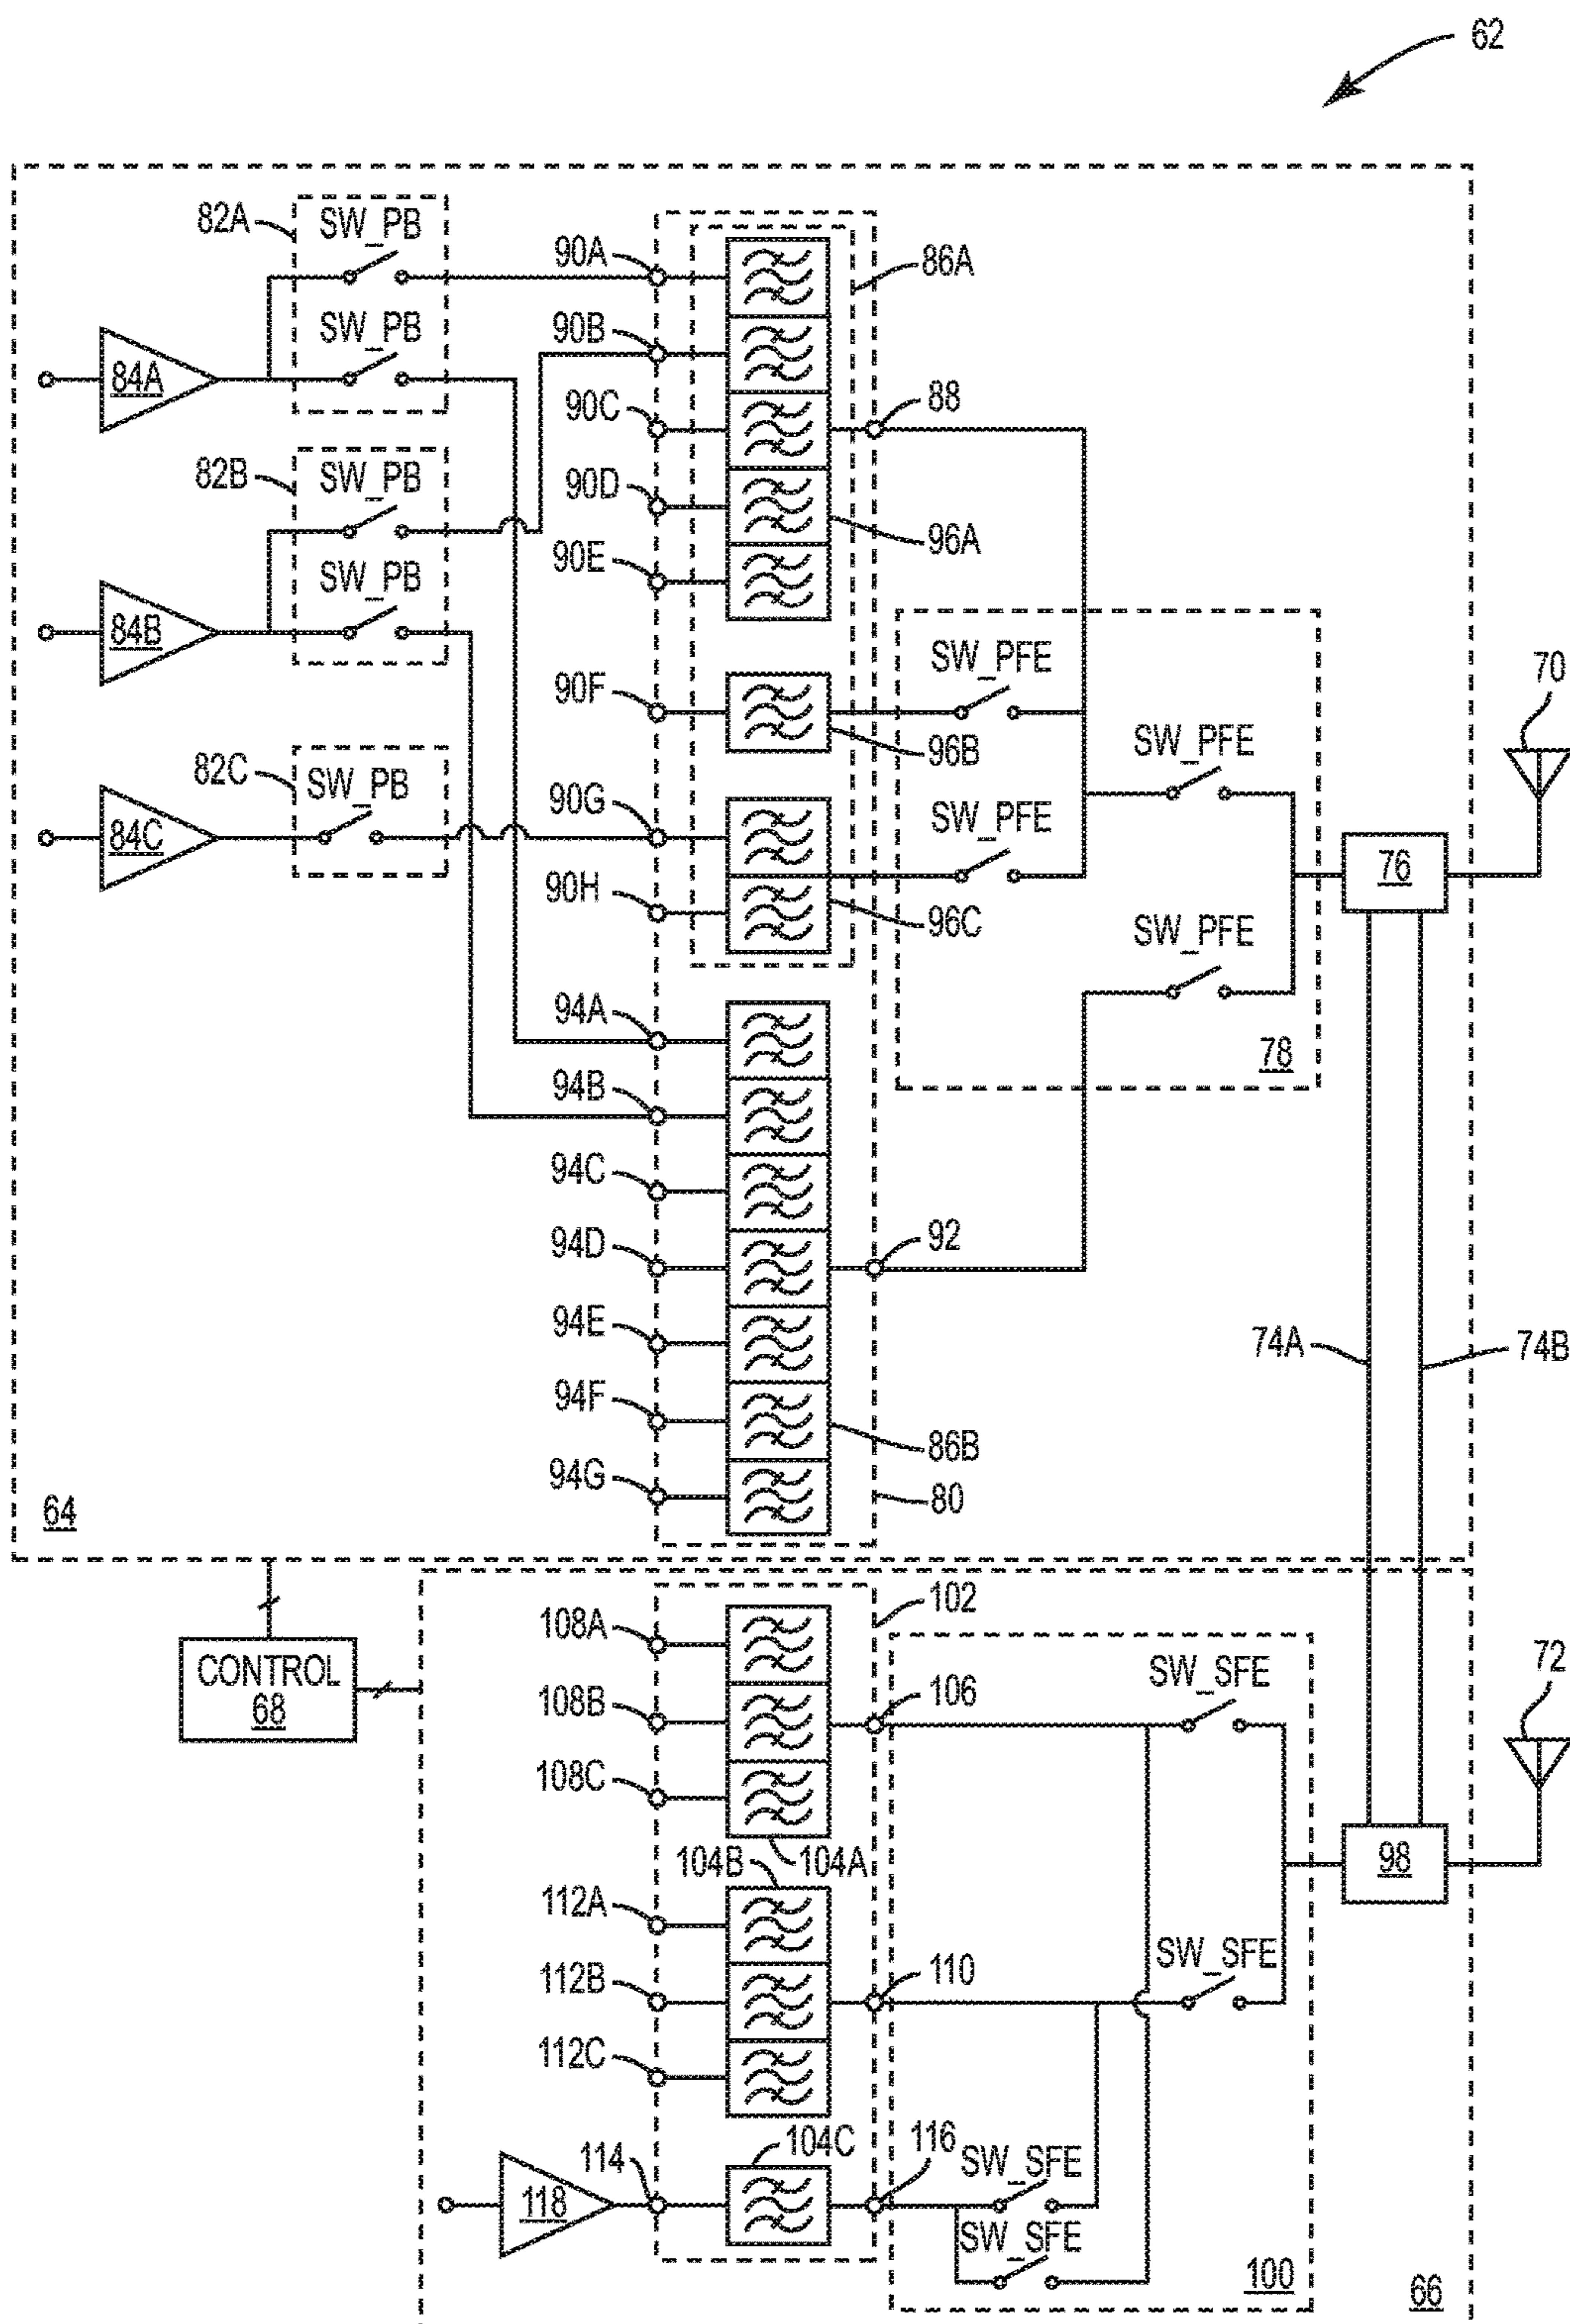 62
82A
SW_PB
90A
86A
SW_PB
90B
84A
88
90C
82B
SW_PB
90D
96A
90E
SW_PB
84B
SW_PFE
70
90F
SW_PFE
96B
82C
SW_PB
90G
SW_PFE
84C
76
90H
96C
SW_PFE
94A
78
94B
94C
92
94D
94E
74A
74B
94F
86B
94G
80
64
102
108A
CONTROL
68
SW_SFE
72
108B
106
108C
104B
104A
98
112A
SW_SFE
112B
110
112C
104C
116
114
SW_SFE
118
SW_SFE
100
66